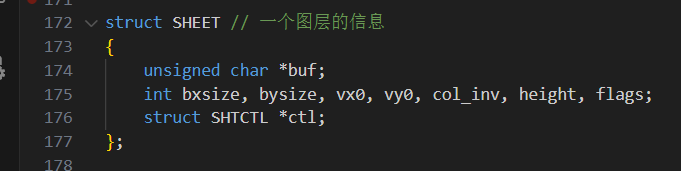 171
172 struct SHEET // 一个图层的信息
173 {
174 unsigned char *buf;
175 int bxsize, bysize, vx0, vy0, col_inv, height, flags;
176 struct SHTCTL *ctl;
177 };
178